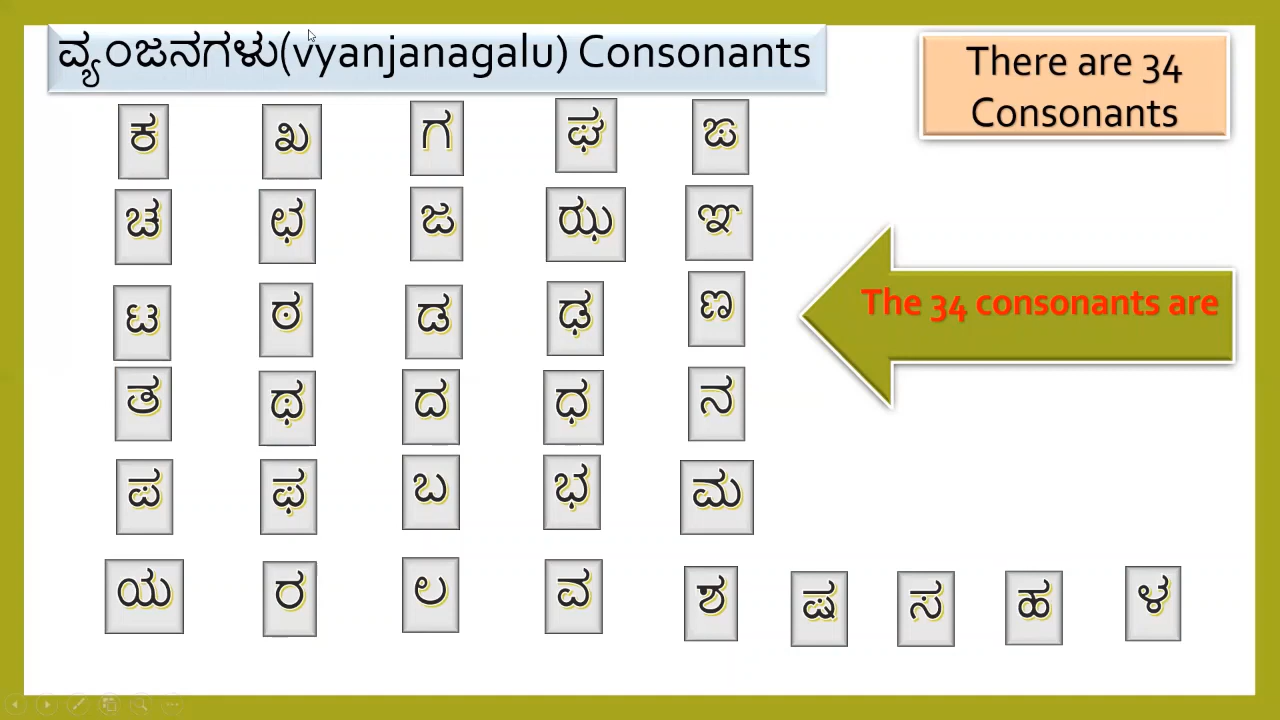 ವ್ಯಂಜನಗಳು(vyanjanagalu) Consonants
There are 34
Consonants
ಕ ಖ ಗ ಘ ಙ
ಚ ಛ ಜ ಝ ಞ
The 34 consonants are
ಟ ಠ ಡ ಢ ಣ
ತ ಥ ದ ಧ ನ
ಪ ಫ ಬ ಭ ಮ
ಯ ರ ಲ ವ ಶ ಷ ಸ ಹ ಳ